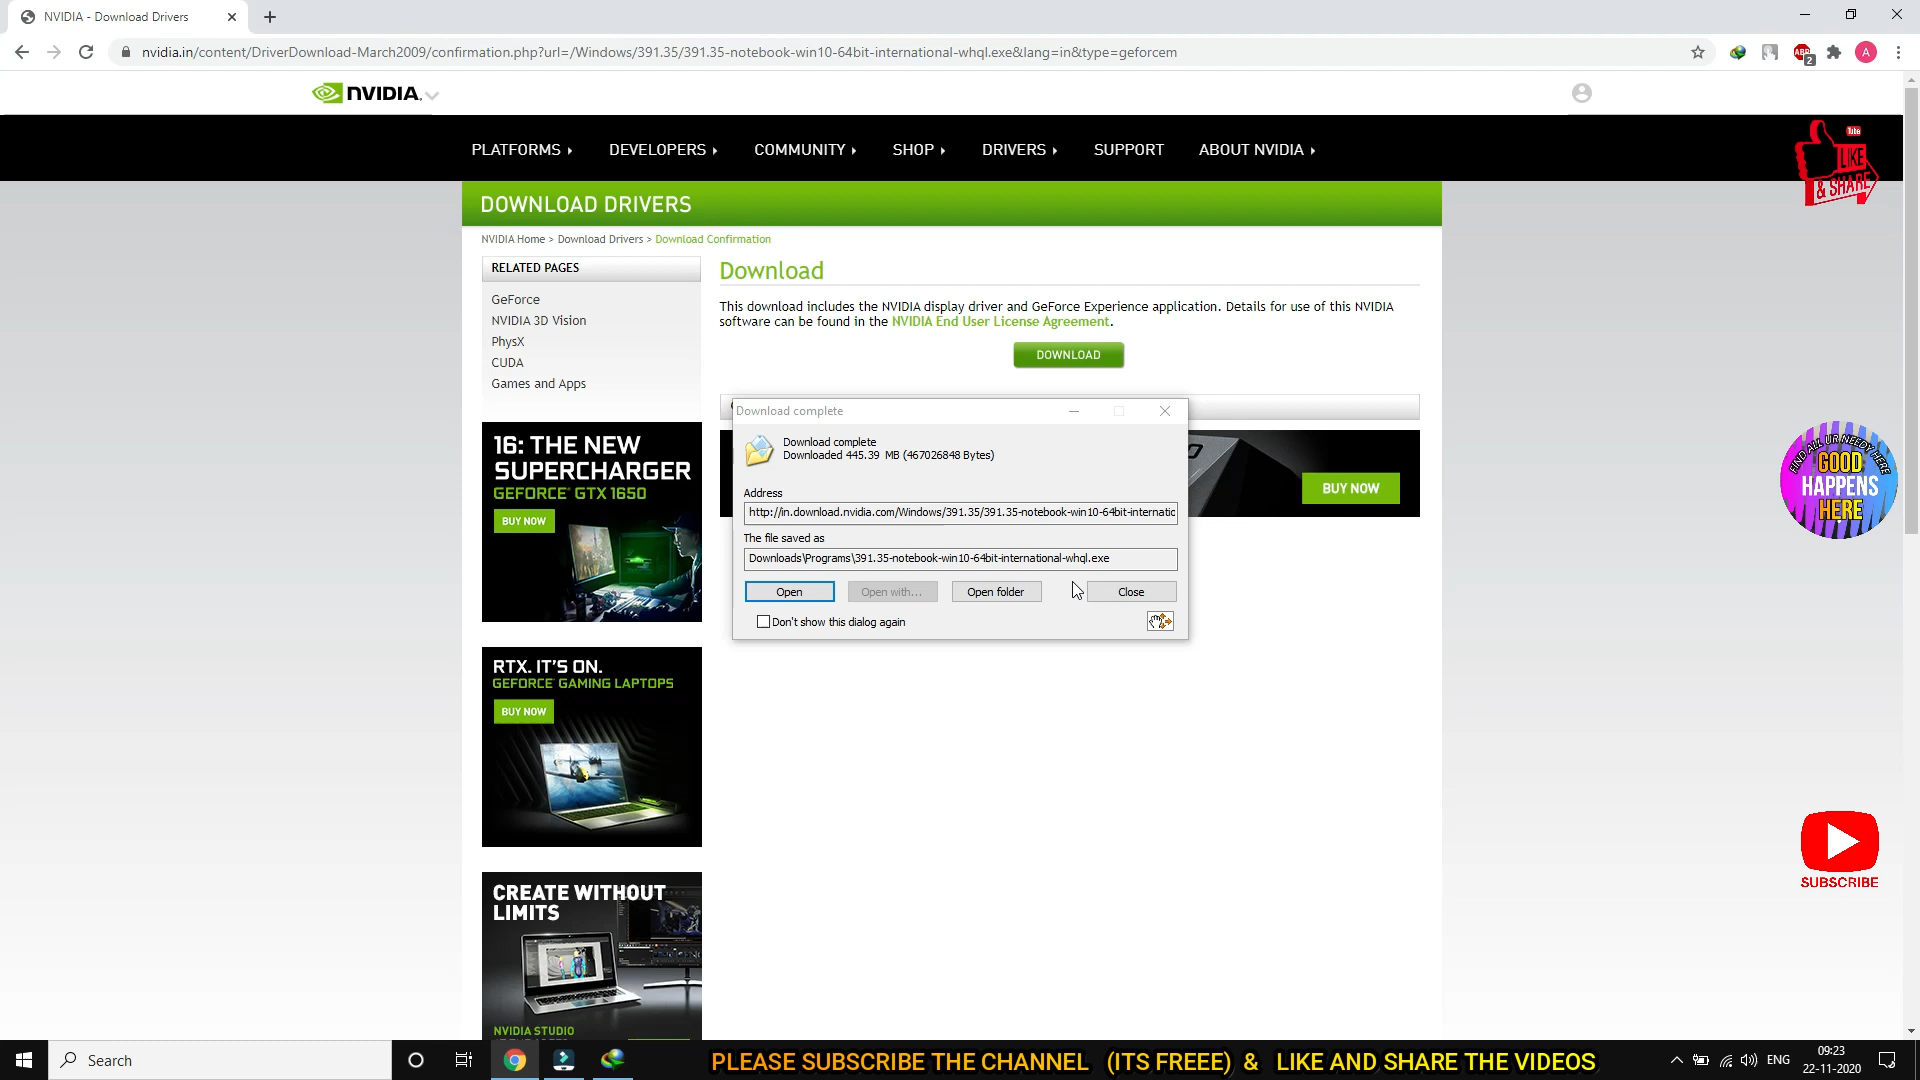 NVIDIA - Download Drivers
nvidia.in/content/DriverDownload-March2009/confirmation.php?url=/Windows/391.35/391.35-notebook-win10-64bit-international-whql.exe&lang=in&type=geforcem
ABP
2
A
NVIDIA.
PLATFORMS
DEVELOPERS
COMMUNITY
SHOP
DRIVERS
SUPPORT
ABOUT NVIDIA
Tube
LIKE
& SHARE
DOWNLOAD DRIVERS
NVIDIA Home > Download Drivers > Download Confirmation
RELATED PAGES
GeForce
NVIDIA 3D Vision
PhysX
CUDA
Games and Apps
Download
This download includes the NVIDIA display driver and GeForce Experience application. Details for use of this NVIDIA
software can be found in the NVIDIA End User License Agreement.
DOWNLOAD
Download complete
Download complete
Downloaded 445.39 MB (467026848 Bytes)
Address
http://in.download.nvidia.com/Windows/391.35/391.35-notebook-win10-64bit-internatic
The file saved as
Downloads\Programs\391.35-notebook-win10-64bit-international-whql.exe
Open
Open with...
Open folder
Close
Don't show this dialog again
BUY NOW
16: THE NEW
SUPERCHARGER
GEFORCE® GTX 1650
BUY NOW
RTX. IT'S ON.
GEFORCE® GAMING LAPTOPS
BUY NOW
CREATE WITHOUT
LIMITS
NVIDIA STUDIO
FIND ALL UR NEEDY HERE
GOOD
HAPPENS
HERE
SUBSCRIBE
Search
PLEASE SUBSCRIBE THE CHANNEL (ITS FREEE) & LIKE AND SHARE THE VIDEOS
ENG
09:23
22-11-2020